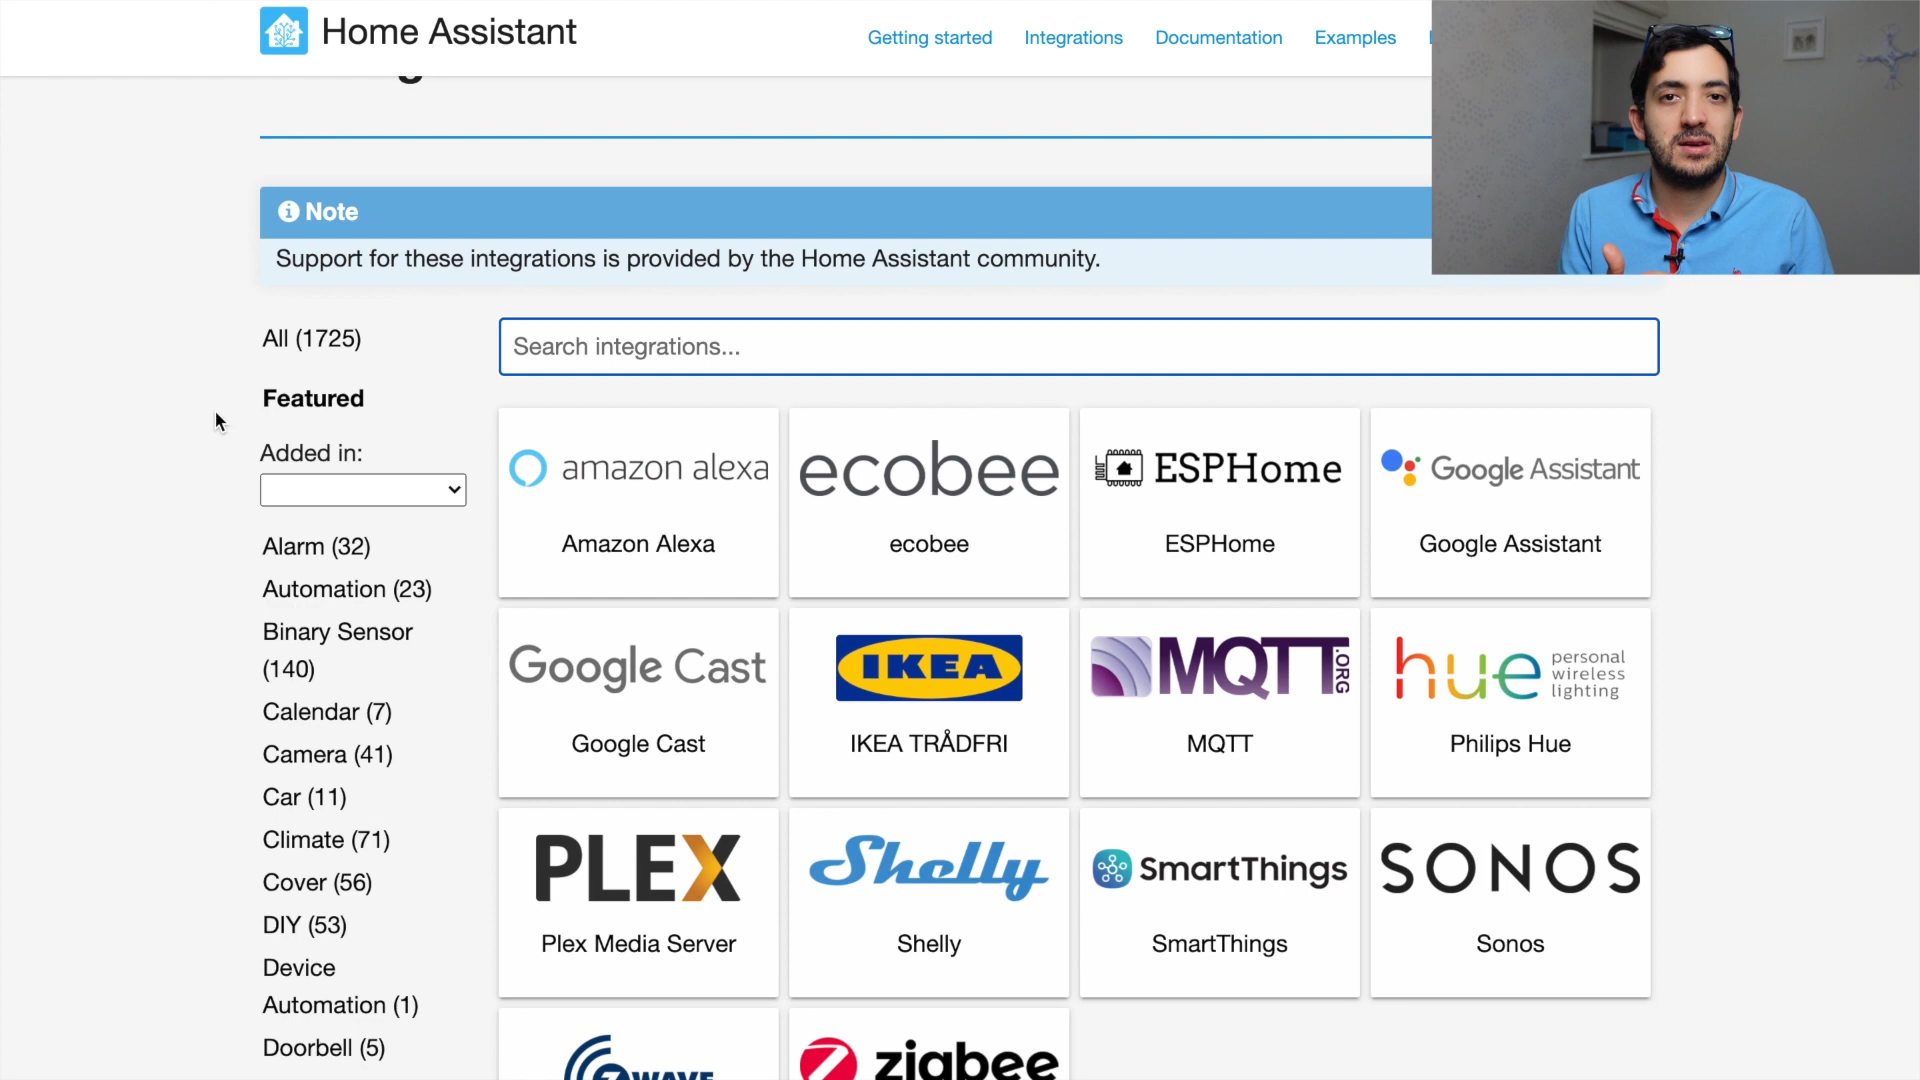 Home Assistant
Getting started
Integrations
Documentation
Examples
Note
Support for these integrations is provided by the Home Assistant community.
All (1725)
Search integrations...
Featured
Added in:
Alarm (32)
Automation (23)
Binary Sensor
(140)
Calendar (7)
Camera (41)
Car (11)
Climate (71)
Cover (56)
DIY (53)
Device
Automation (1)
Doorbell (5)
amazon alexa
Amazon Alexa
ecobee
ecobee
ESPHome
ESPHome
Google Assistant
Google Assistant
Google Cast
Google Cast
IKEA
IKEA TRÅDFRI
MQTT.ORG
MQTT
hue personal
wireless
lighting
Philips Hue
PLEX
Plex Media Server
Shelly
Shelly
SmartThings
SmartThings
SONOS
Sonos
Z WAVE
zigbee